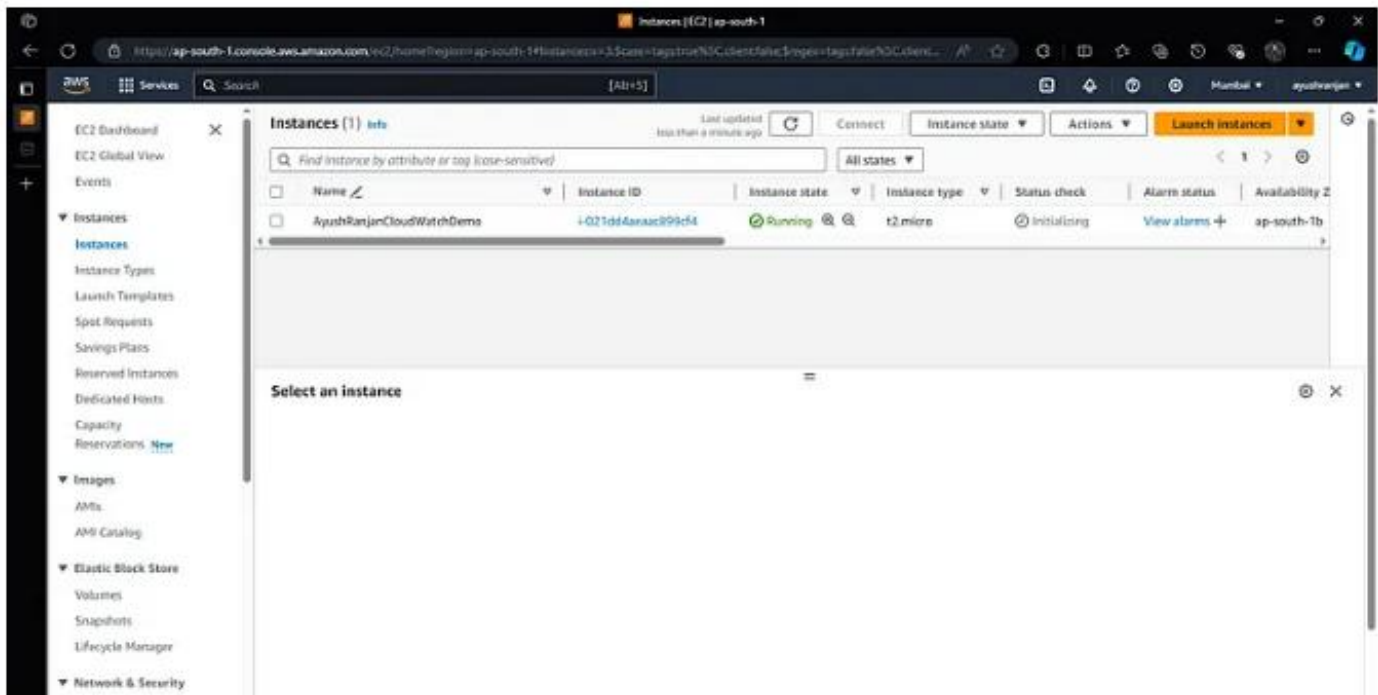 Instances | EC2 | ap-south-1
aws Services Search [Alt+S] Mumbai ayushranjan
EC2 Dashboard
EC2 Global View
Events
Instances
Instances
Instance Types
Launch Templates
Spot Requests
Savings Plans
Reserved Instances
Dedicated Hosts
Capacity
Reservations New
Images
AMIs
AMI Catalog
Elastic Block Store
Volumes
Snapshots
Lifecycle Manager
Network & Security
Instances (1) Info
Last updated
less than a minute ago
Connect Instance state Actions Launch instances
Find Instance by attribute or tag (case-sensitive) All states 1
Name Instance ID Instance state Instance type Status check Alarm status Availability Z
AyushRanjanCloudWatchDemo Running t2.micro Initializing View alarms + ap-south-1b
Select an instance